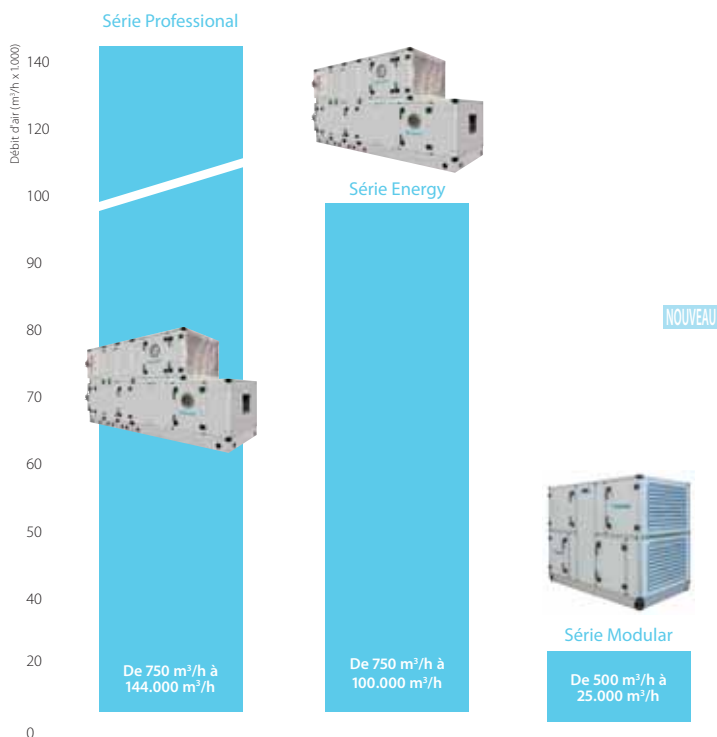 Série Professional
Débit d'air (m³/h x 1.000)
140
120
100
90
80
70
60
50
40
20
0
De 750 m³/h à
144.000 m³/h
Série Energy
De 750 m³/h à
100.000 m³/h
NOUVEAU
Série Modular
De 500 m³/h à
25.000 m³/h